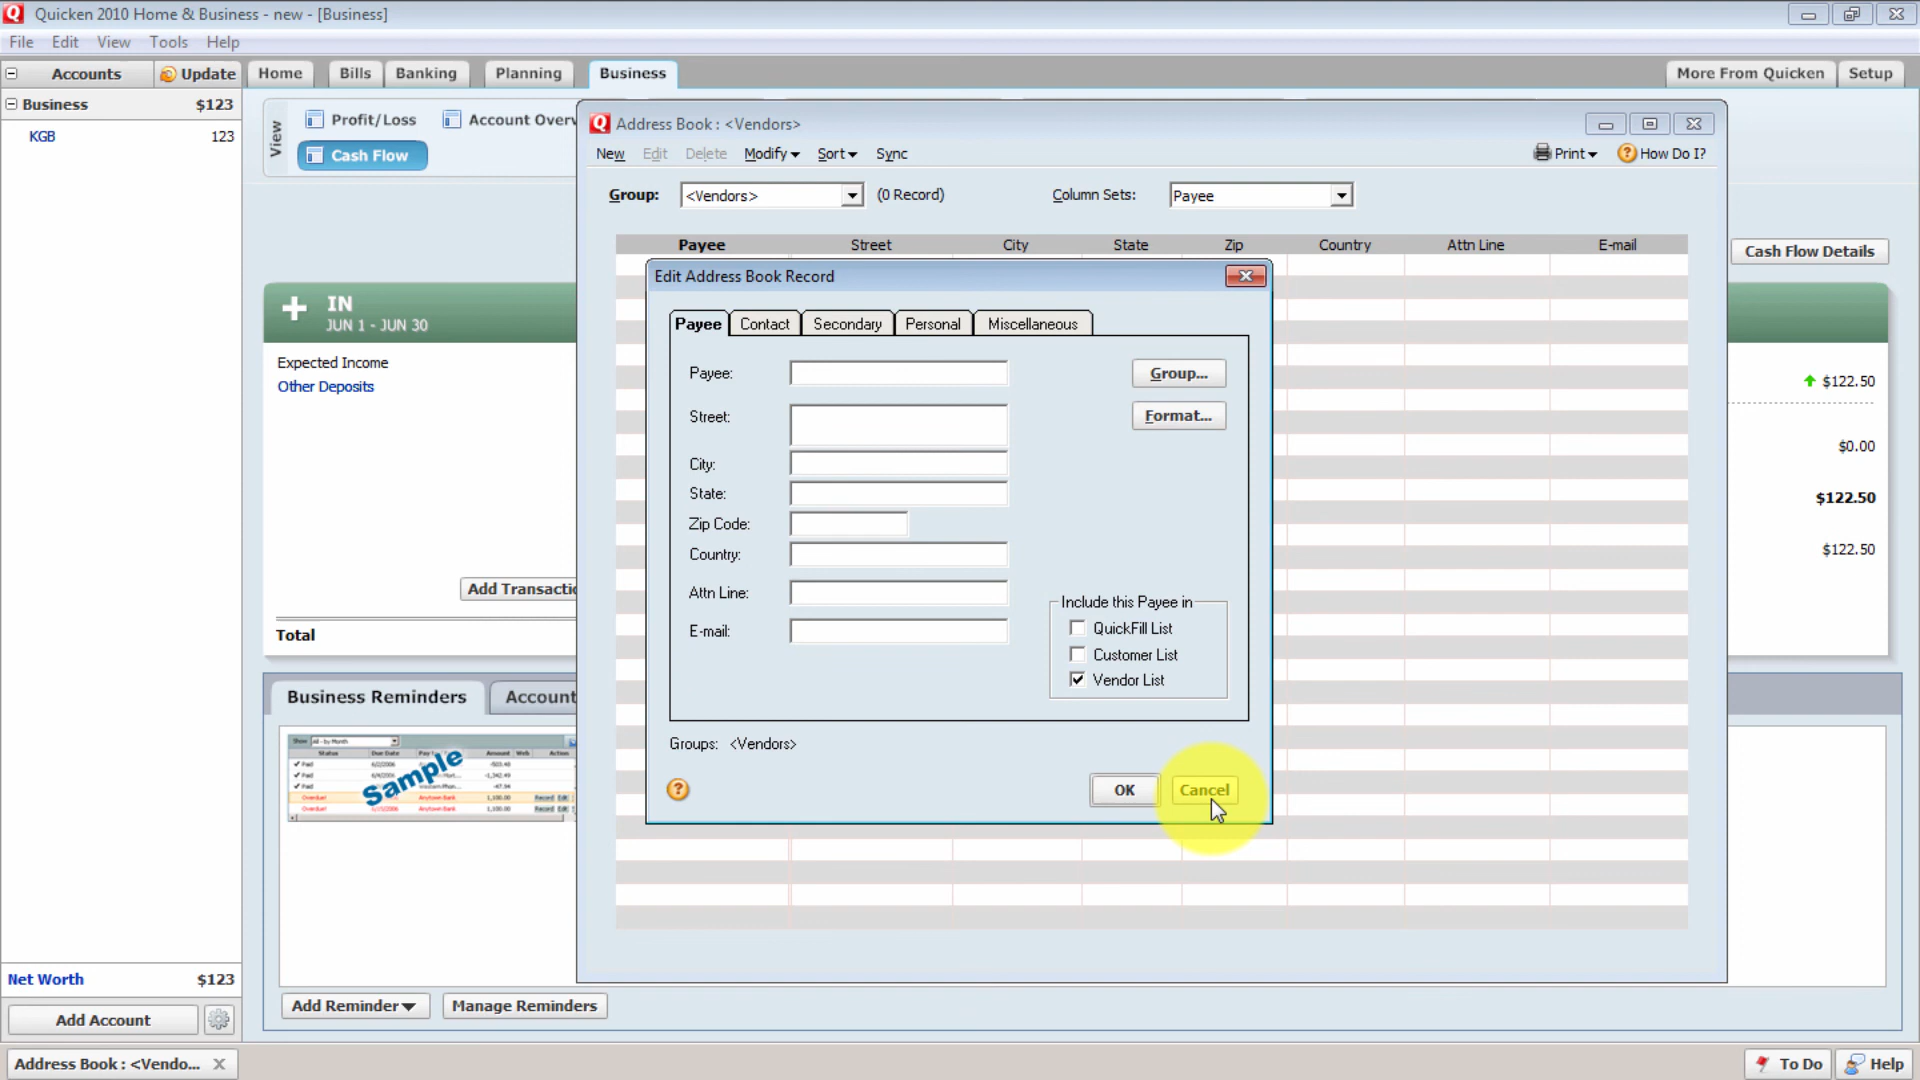 Quicken 2010 Home & Business - new - [Business]
File Edit View Tools Help
Accounts Update Home Bills Banking Planning Business More From Quicken Setup
Business $123
KGB 123
View
Profit/Loss Account Overv
Cash Flow
Address Book : <Vendors>
New Edit Delete Modify Sort Sync Print How Do I?
Group: <Vendors> (0 Record) Column Sets: Payee
Payee Street City State Zip Country Attn Line E-mail
Cash Flow Details
IN
JUN 1 - JUN 30
Expected Income
Other Deposits
Add Transactio
Total
$122.50
$0.00
$122.50
$122.50
Edit Address Book Record
Payee Contact Secondary Personal Miscellaneous
Payee: Group...
Street: Format...
City:
State:
Zip Code:
Country:
Attn Line:
E-mail:
Include this Payee in
QuickFill List
Customer List
Vendor List
Groups: <Vendors>
OK Cancel
Business Reminders Account
Sample
Net Worth $123
Add Reminder Manage Reminders
Add Account
Address Book : <Vendo...
To Do Help